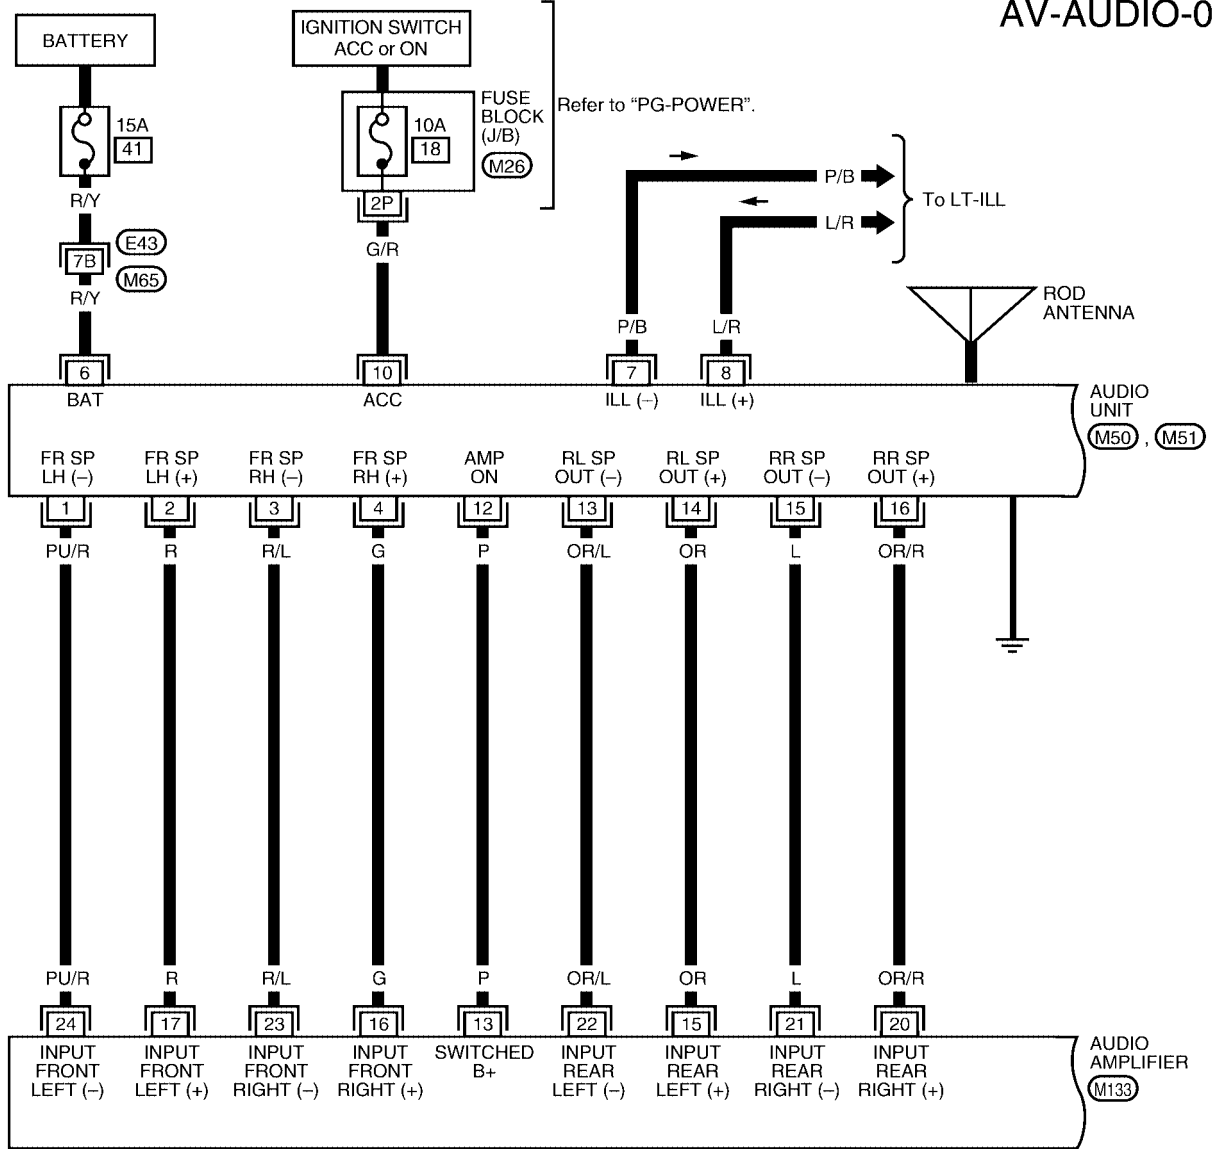 AV-AUDIO-0
BATTERY
IGNITION SWITCH
ACC or ON
15A
41
10A
18
FUSE
BLOCK
(J/B)
M26
Refer to “PG-POWER”.
R/Y
2P
G/R
7B
E43
M65
R/Y
P/B
L/R
To LT-ILL
P/B
L/R
ROD
ANTENNA
6
10
7
8
BAT
ACC
ILL (–)
ILL (+)
AUDIO
UNIT
M50 , M51
FR SP
LH (–)
FR SP
LH (+)
FR SP
RH (–)
FR SP
RH (+)
AMP
ON
RL SP
OUT (–)
RL SP
OUT (+)
RR SP
OUT (–)
RR SP
OUT (+)
1
2
3
4
12
13
14
15
16
PU/R
R
R/L
G
P
OR/L
OR
L
OR/R
PU/R
R
R/L
G
P
OR/L
OR
L
OR/R
24
17
23
16
13
22
15
21
20
INPUT
FRONT
LEFT (–)
INPUT
FRONT
LEFT (+)
INPUT
FRONT
RIGHT (–)
INPUT
FRONT
RIGHT (+)
SWITCHED
B+
INPUT
REAR
LEFT (–)
INPUT
REAR
LEFT (+)
INPUT
REAR
RIGHT (–)
INPUT
REAR
RIGHT (+)
AUDIO
AMPLIFIER
M133